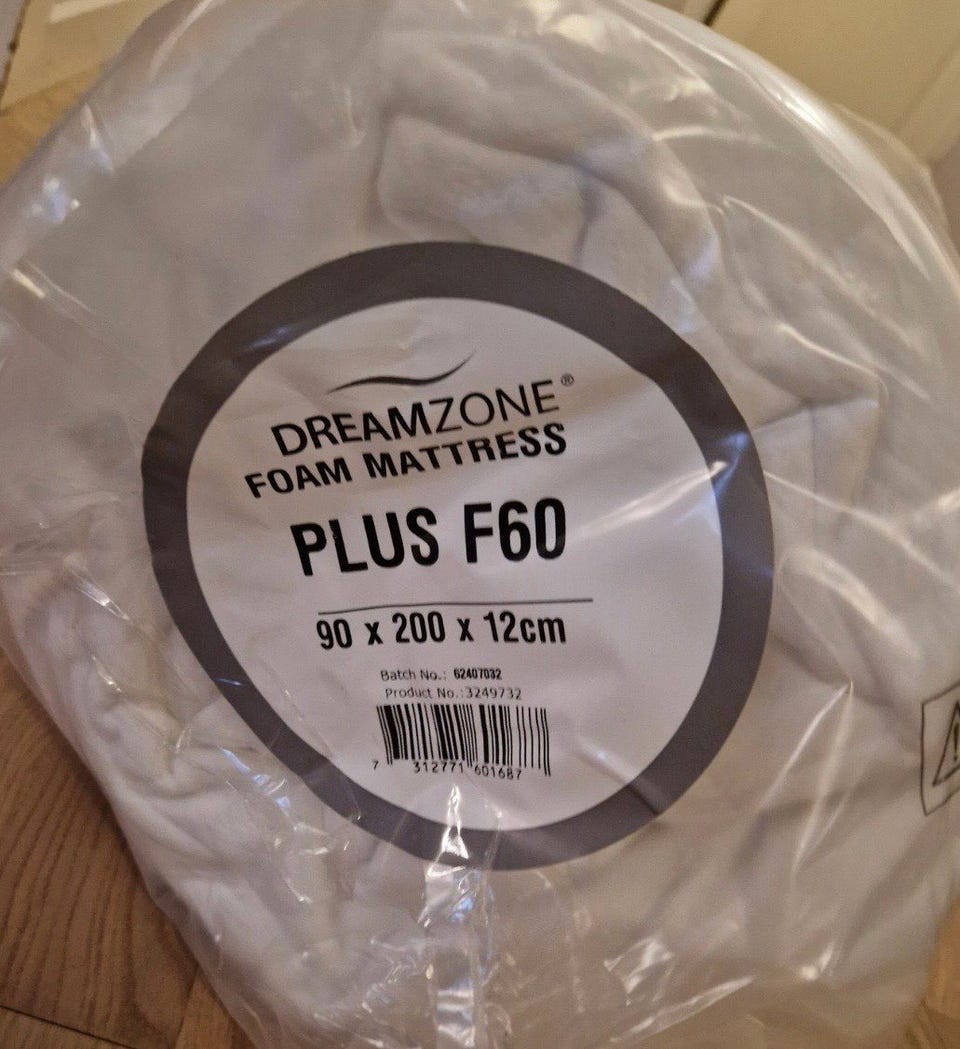 DREAMZONE®
FOAM MATTRESS
PLUS F60
90 x 200 x 12cm
Batch No.: 62407032
Product No.:3249732
7 312771 601687